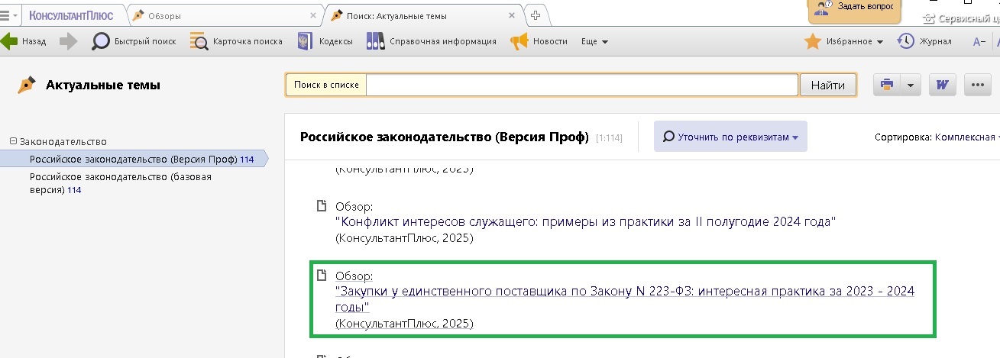 КонсультантПлюс
Обзоры
Поиск: Актуальные темы
Задать вопрос
Сервисный
Назад
Быстрый поиск
Карточка поиска
Кодексы
Справочная информация
Новости
Еще
Избранное
Журнал
А-
Актуальные темы
Поиск в списке
Найти
W
Законодательство
Российское законодательство (Версия Проф) 114
Российское законодательство (базовая
версия) 114
Российское законодательство (Версия Проф) [1:114]
Уточнить по реквизитам
Сортировка: Комплексная
(КонсультантПлюс, 2025)
Обзор:
"Конфликт интересов служащего: примеры из практики за II полугодие 2024 года"
(КонсультантПлюс, 2025)
Обзор:
"Закупки у единственного поставщика по Закону N 223-ФЗ: интересная практика за 2023 - 2024
годы"
(КонсультантПлюс, 2025)